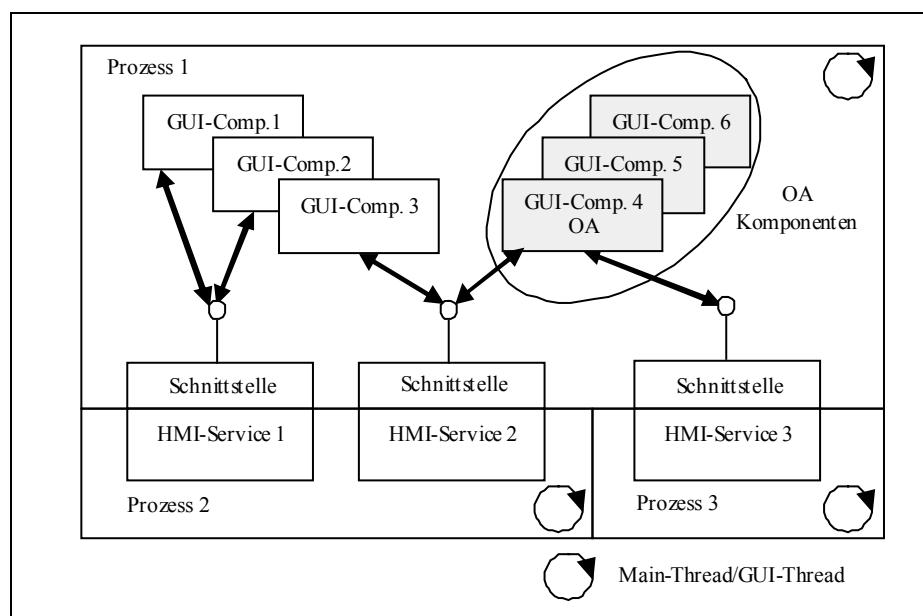 Prozess 1
GUI-Comp.1
GUI-Comp.2
GUI-Comp. 3
GUI-Comp. 6
GUI-Comp. 5
GUI-Comp. 4
OA
OA
Komponenten
Schnittstelle
Schnittstelle
Schnittstelle
HMI-Service 1
HMI-Service 2
HMI-Service 3
Prozess 2
Prozess 3
Main-Thread/GUI-Thread